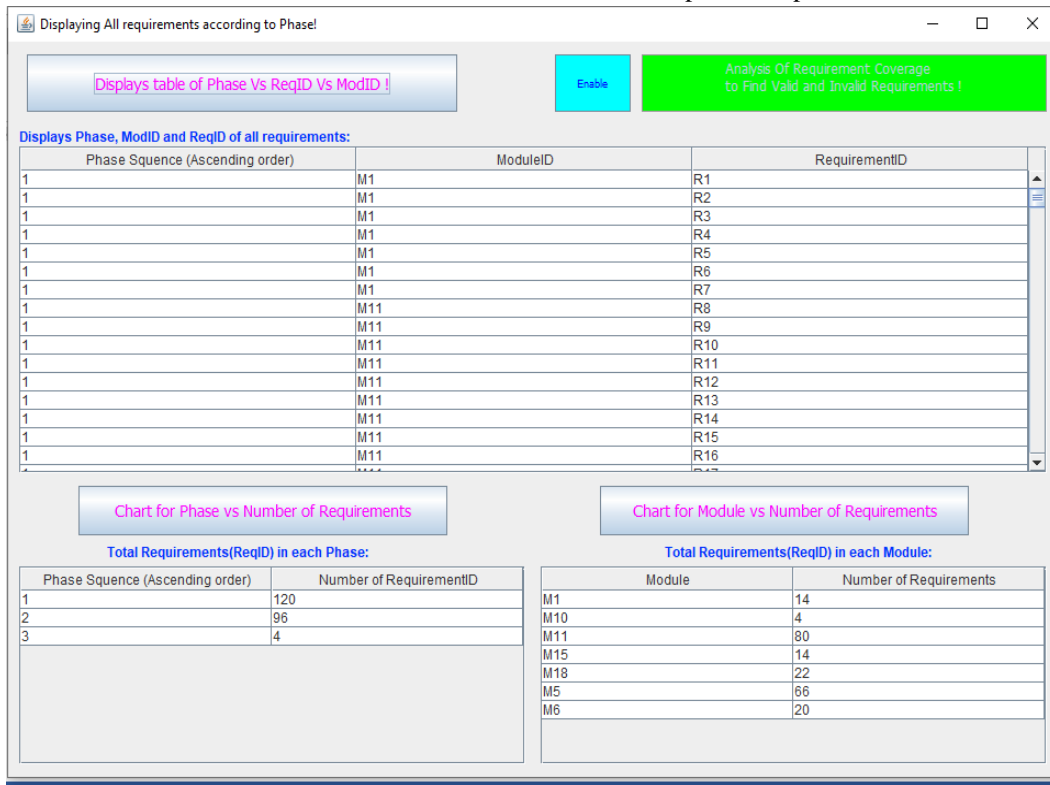 Displaying All requirements according to Phase!
Displays table of Phase Vs ReqID Vs ModID !
Enable
Analysis Of Requirement Coverage
to Find Valid and Invalid Requirements !
Displays Phase, ModID and ReqID of all requirements:
Phase Squence (Ascending order) ModuleID RequirementID
1 M1 R1
1 M1 R2
1 M1 R3
1 M1 R4
1 M1 R5
1 M1 R6
1 M1 R7
1 M11 R8
1 M11 R9
1 M11 R10
1 M11 R11
1 M11 R12
1 M11 R13
1 M11 R14
1 M11 R15
1 M11 R16
Chart for Phase vs Number of Requirements
Chart for Module vs Number of Requirements
Total Requirements(ReqID) in each Phase:
Total Requirements(ReqID) in each Module:
Phase Squence (Ascending order) Number of RequirementID
1 120
2 96
3 4
Module Number of Requirements
M1 14
M10 4
M11 80
M15 14
M18 22
M5 66
M6 20